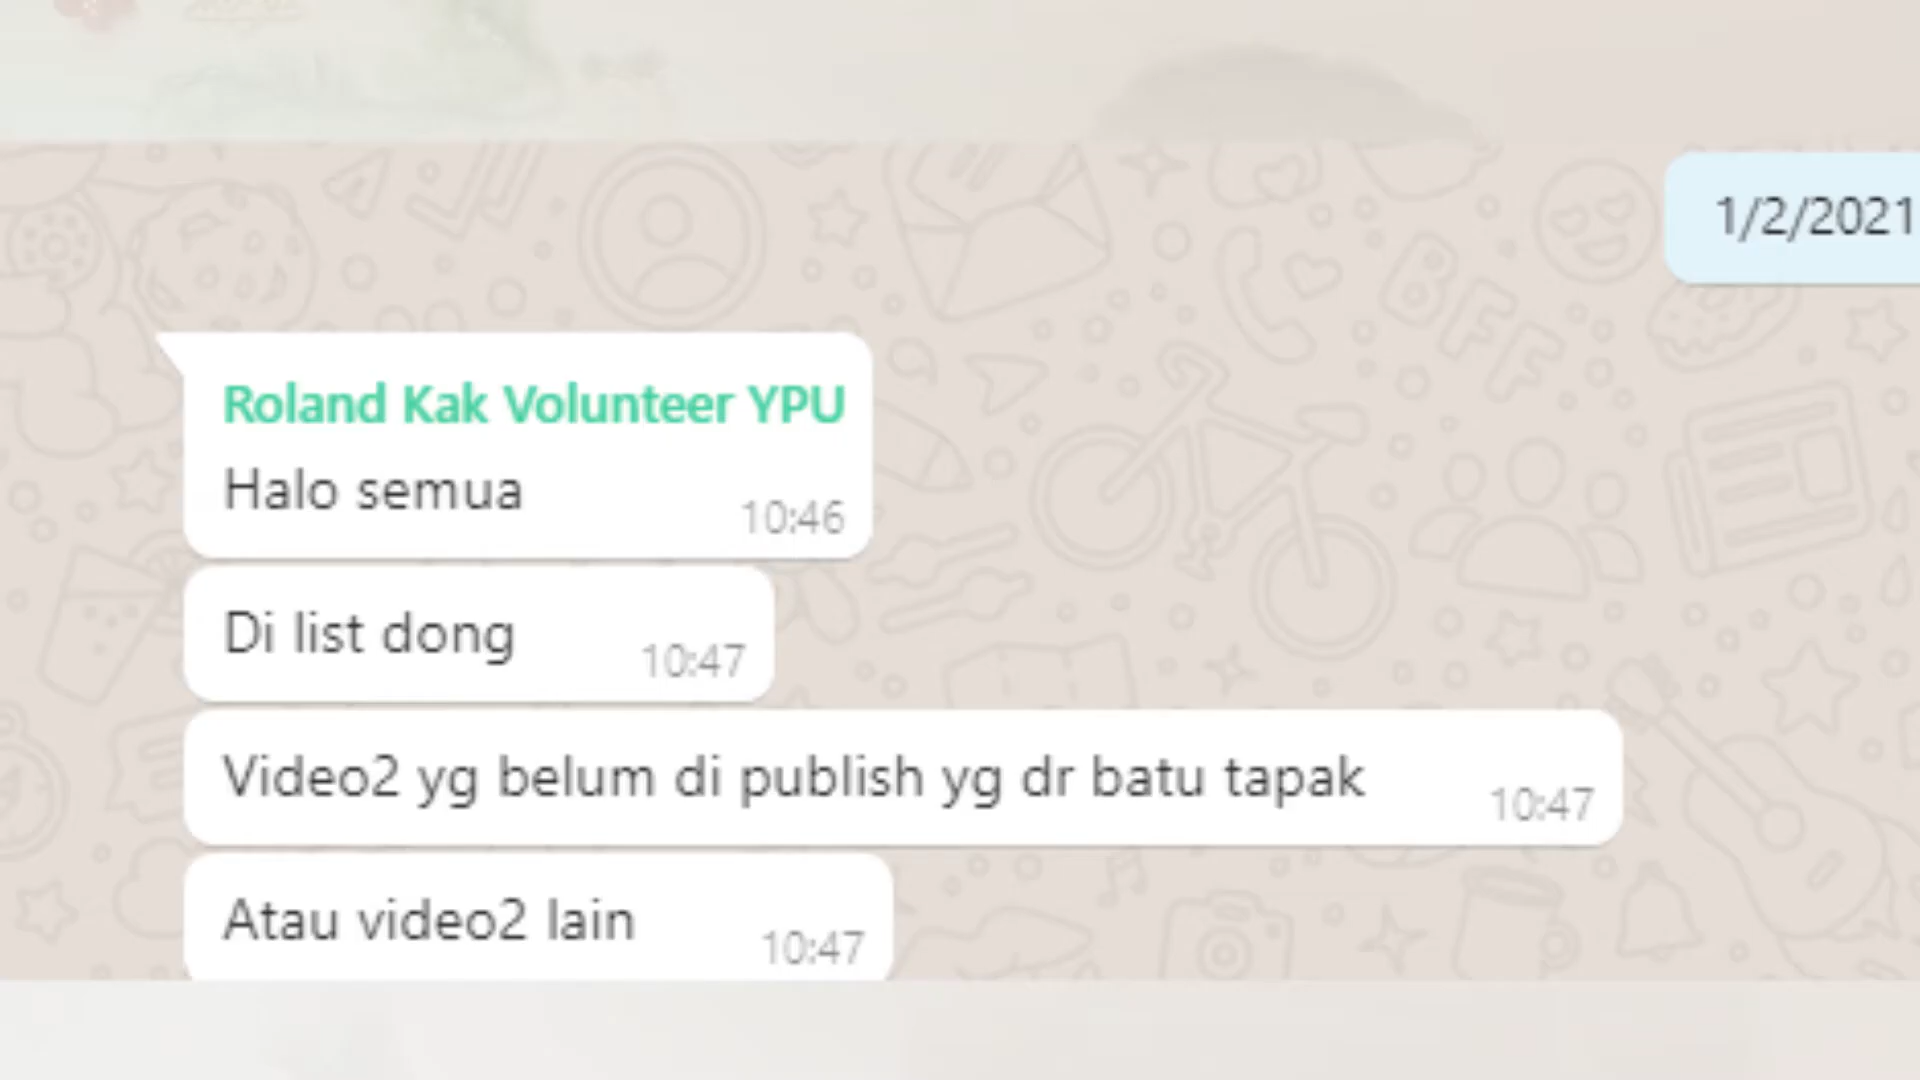 1/2/2021
Roland Kak Volunteer YPU
Halo semua
10:46
Di list dong
10:47
Video2 yg belum di publish yg dr batu tapak
10:47
Atau video2 lain
10:47